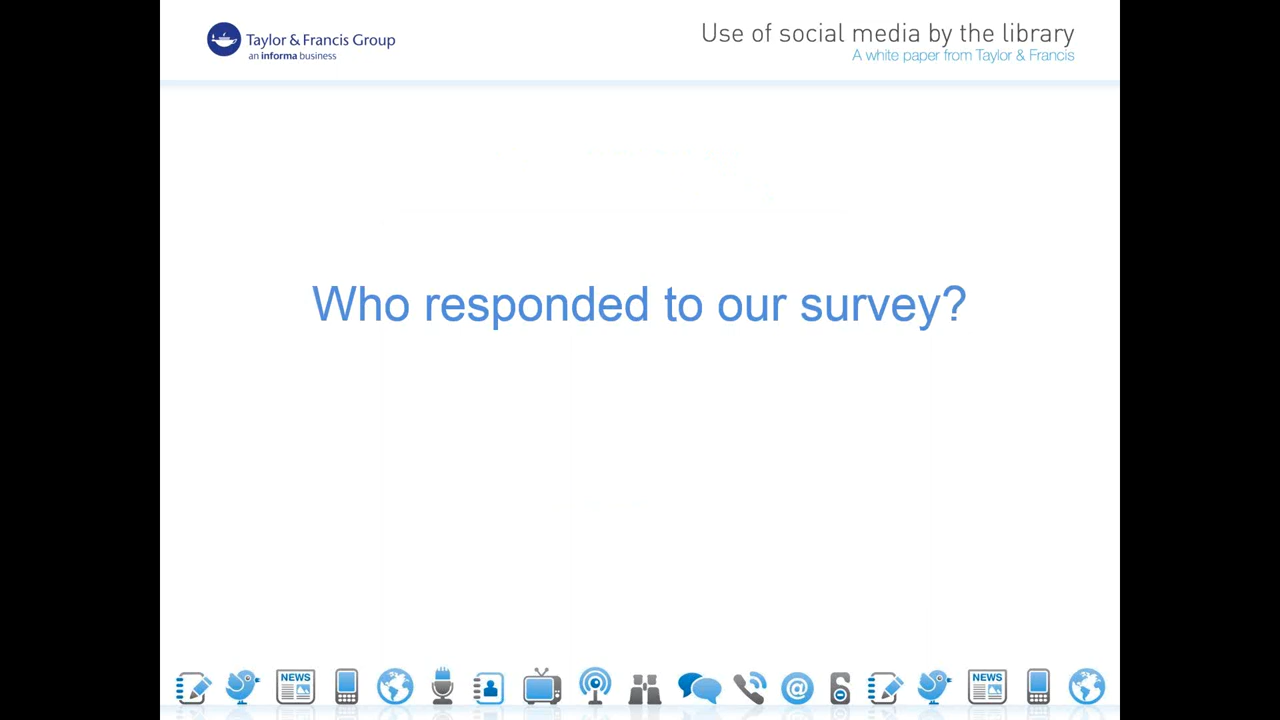 Taylor & Francis Group
an informa business
Use of social media by the library
A white paper from Taylor & Francis
Who responded to our survey?
NEWS
@
NEWS